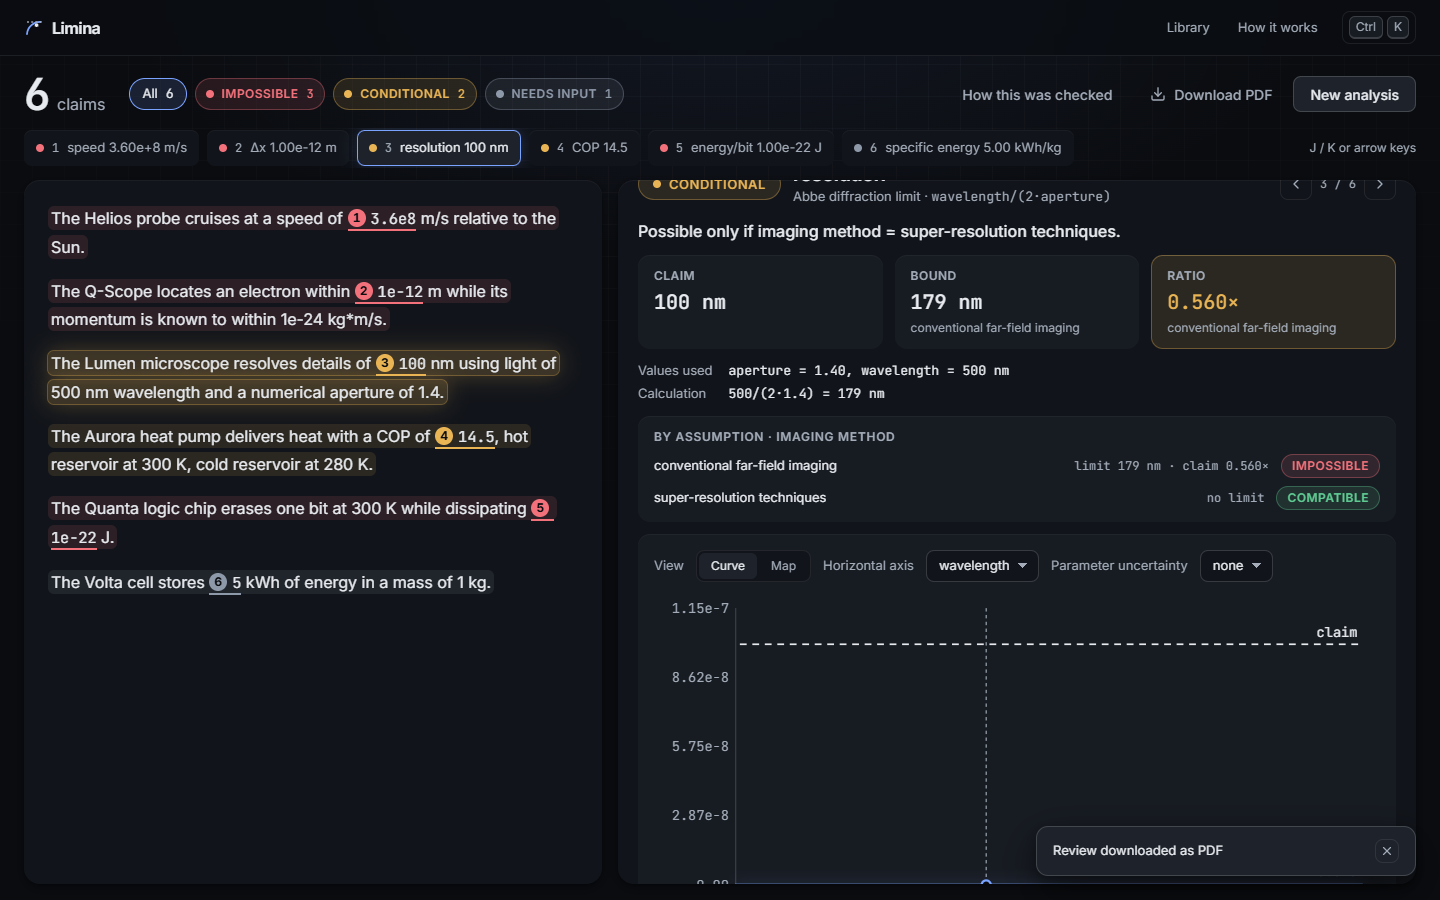 Limina
Library
How it works
Ctrl K
6 claims
All 6
IMPOSSIBLE 3
CONDITIONAL 2
NEEDS INPUT 1
How this was checked
Download PDF
New analysis
1 speed 3.60e+8 m/s
2 Δx 1.00e-12 m
3 resolution 100 nm
4 COP 14.5
5 energy/bit 1.00e-22 J
6 specific energy 5.00 kWh/kg
J / K or arrow keys
The Helios probe cruises at a speed of 1 3.6e8 m/s relative to the
Sun.
The Q-Scope locates an electron within 2 1e-12 m while its
momentum is known to within 1e-24 kg*m/s.
The Lumen microscope resolves details of 3 100 nm using light of
500 nm wavelength and a numerical aperture of 1.4.
The Aurora heat pump delivers heat with a COP of 4 14.5, hot
reservoir at 300 K, cold reservoir at 280 K.
The Quanta logic chip erases one bit at 300 K while dissipating 5
1e-22 J.
The Volta cell stores 6 5 kWh of energy in a mass of 1 kg.
CONDITIONAL
3 / 6
Abbe diffraction limit · wavelength/(2·aperture)
Possible only if imaging method = super-resolution techniques.
CLAIM
100 nm
BOUND
179 nm
conventional far-field imaging
RATIO
0.560×
conventional far-field imaging
Values used aperture = 1.40, wavelength = 500 nm
Calculation 500/(2·1.4) = 179 nm
BY ASSUMPTION · IMAGING METHOD
conventional far-field imaging limit 179 nm · claim 0.560× IMPOSSIBLE
super-resolution techniques no limit COMPATIBLE
View Curve Map Horizontal axis wavelength Parameter uncertainty none
1.15e-7
claim
8.62e-8
5.75e-8
2.87e-8
Review downloaded as PDF